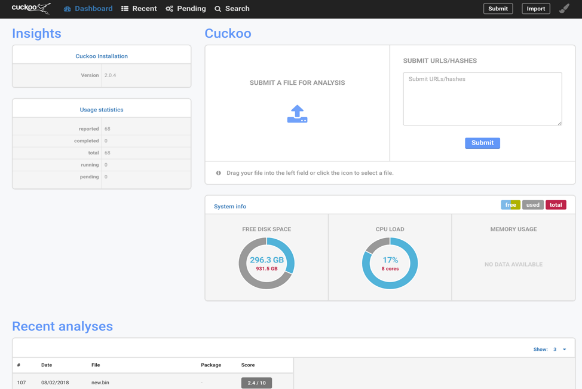 cuckoo Dashboard Recent Pending Search Submit Import
Insights
Cuckoo Installation
Version 2.0.4
Usage statistics
reported 68
completed 0
total 68
running 0
pending 0
Cuckoo
SUBMIT A FILE FOR ANALYSIS
SUBMIT URLS/HASHES
Submit URLs/hashes
Submit
Drag your file into the left field or click the icon to select a file.
System info
free used total
FREE DISK SPACE
296.3 GB
931.5 GB
CPU LOAD
17%
8 cores
MEMORY USAGE
NO DATA AVAILABLE
Recent analyses
Show: 3
# Date File Package Score
107 03/02/2018 new.bin - 2.4 / 10